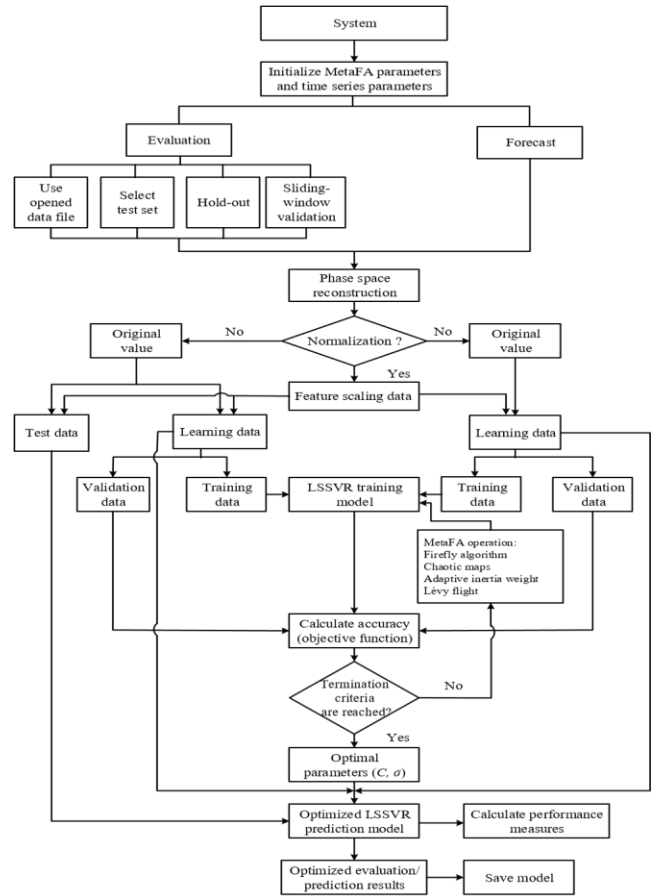 System
Initialize MetaFA parameters
and time series parameters
Evaluation
Forecast
Use
opened
data file
Select
test set
Hold-out
Sliding-
window
validation
Phase space
reconstruction
Original
value
No
Normalization ?
No
Original
value
Yes
Feature scaling data
Test data
Learning data
Learning data
Validation
data
Training
data
LSSVR training
model
Training
data
Validation
data
MetaFA operation:
Firefly algorithm
Chaotic maps
Adaptive inertia weight
Lévy flight
Calculate accuracy
(objective function)
Termination
criteria
are reached?
No
Yes
Optimal
parameters (C, σ)
Optimized LSSVR
prediction model
Calculate performance
measures
Optimized evaluation/
prediction results
Save model